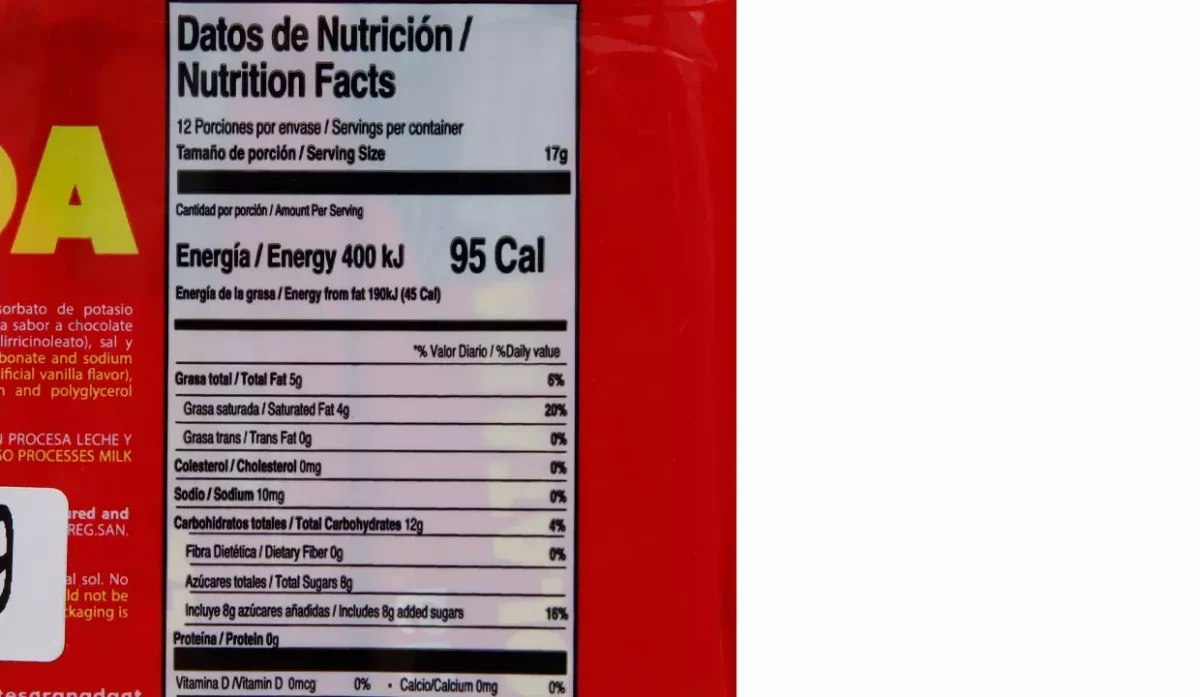 DA
Datos de Nutrición /
Nutrition Facts
12 Porciones por envase / Servings per container
Tamaño de porción / Serving Size 17g
Cantidad por porción / Amount Per Serving
Energía / Energy 400 kJ 95 Cal
Energía de la grasa / Energy from fat 190kJ (45 Cal)
*% Valor Diario / %Daily value
Grasa total / Total Fat 5g 6%
Grasa saturada / Saturated Fat 4g 20%
Grasa trans / Trans Fat 0g 0%
Colesterol / Cholesterol 0mg 0%
Sodio / Sodium 10mg 0%
Carbohidratos totales / Total Carbohydrates 12g 4%
Fibra Dietética / Dietary Fiber 0g 0%
Azúcares totales / Total Sugars 8g
Incluye 8g azúcares añadidas / Includes 8g added sugars 16%
Proteína / Protein 0g
Vitamina D /Vitamin D 0mcg 0% • Calcio/Calcium 0mg 0%
sorbato de potasio
a sabor a chocolate
lirricinoleato), sal y
bonate and sodium
ificial vanilla flavor),
n and polyglycerol
N PROCESA LECHE Y
SO PROCESSES MILK
ured and
REG.SAN.
al sol. No
ld not be
ckaging is